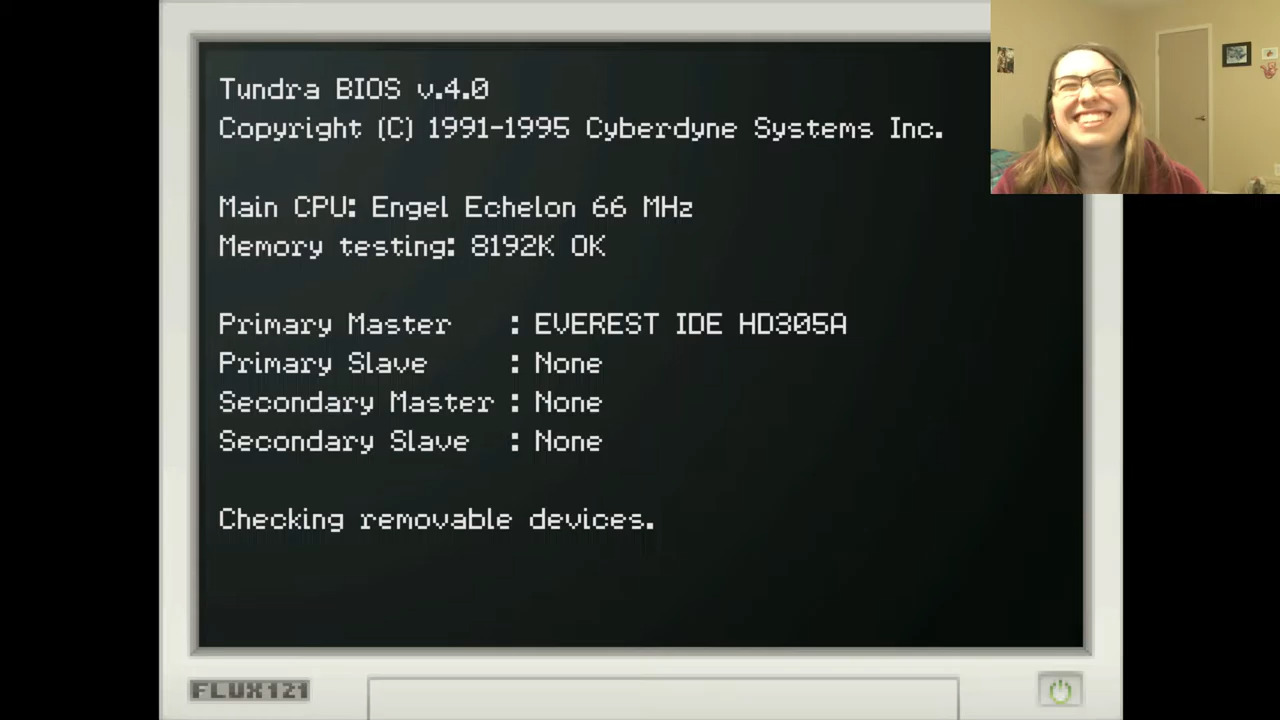 Tundra BIOS v.4.0
Copyright (C) 1991-1995 Cyberdyne Systems Inc.
Main CPU: Engel Echelon 66 MHz
Memory testing: 8192K OK
Primary Master : EVEREST IDE HD305A
Primary Slave : None
Secondary Master : None
Secondary Slave : None
Checking removable devices.
FLUX121